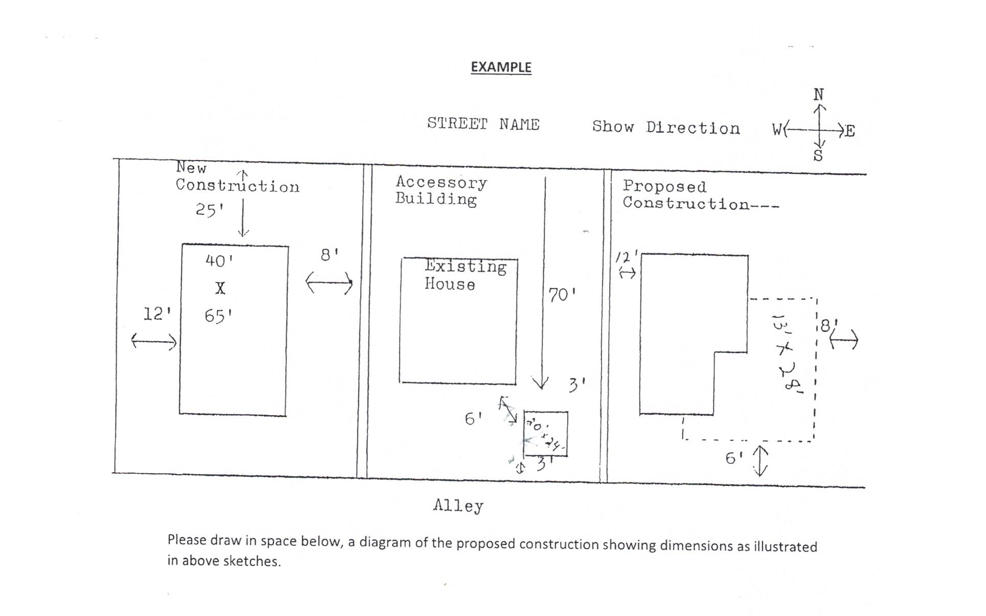 EXAMPLE
STREET NAME
Show Direction
N
W E
S
New
Construction
25'
40'
X
65'
8'
12'
Accessory
Building
Existing
House
70'
3'
6'
20' x 24'
3'
Proposed
Construction---
12'
13' X 28'
8'
6'
Alley
Please draw in space below, a diagram of the proposed construction showing dimensions as illustrated
in above sketches.